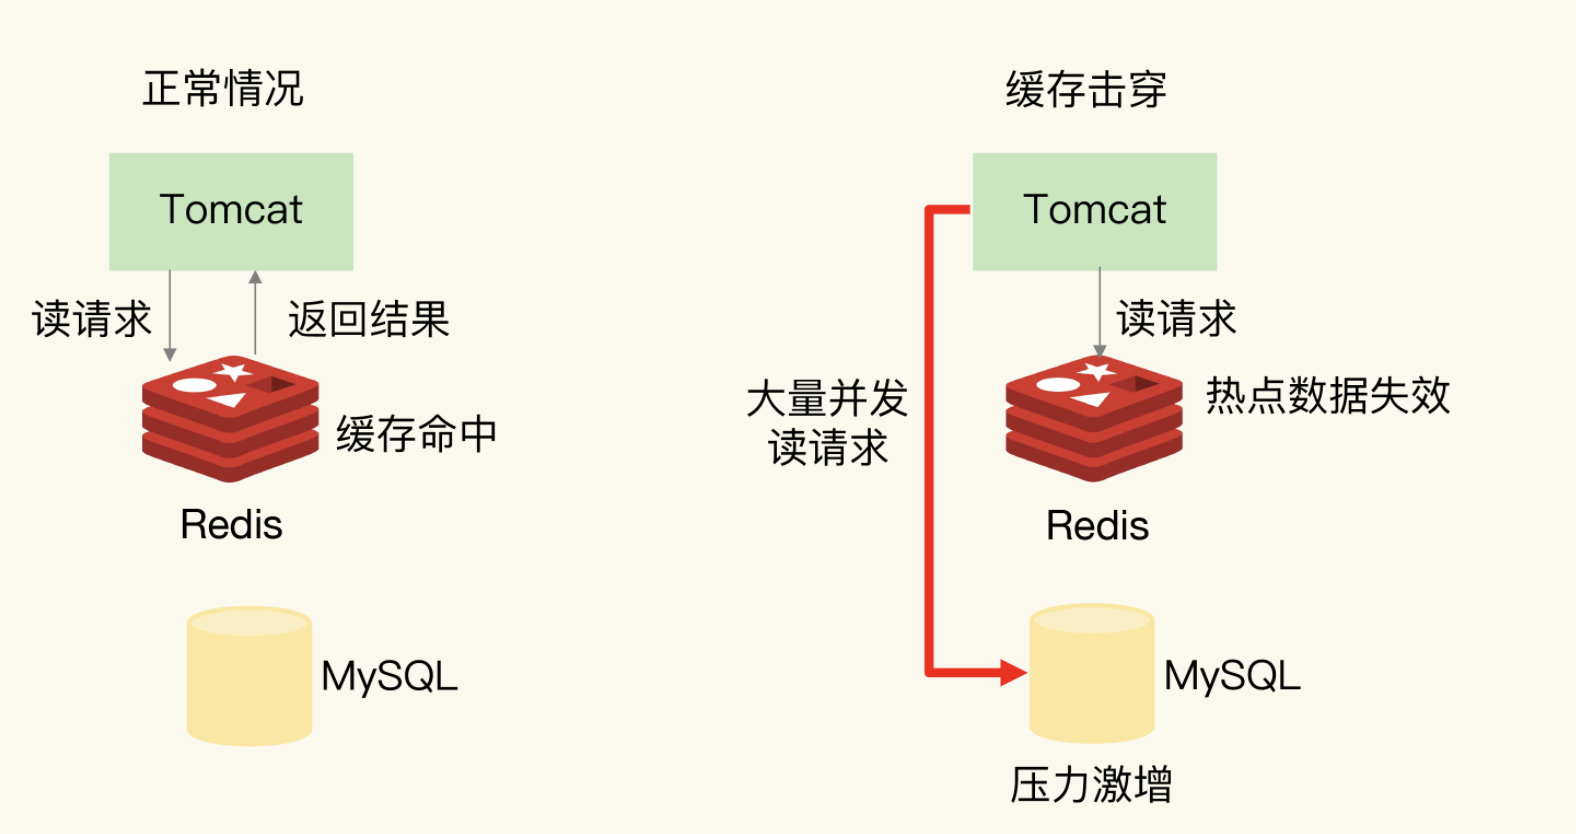 正常情况
Tomcat
读请求
返回结果
缓存命中
Redis
MySQL
缓存击穿
Tomcat
读请求
大量并发
读请求
热点数据失效
Redis
MySQL
压力激增